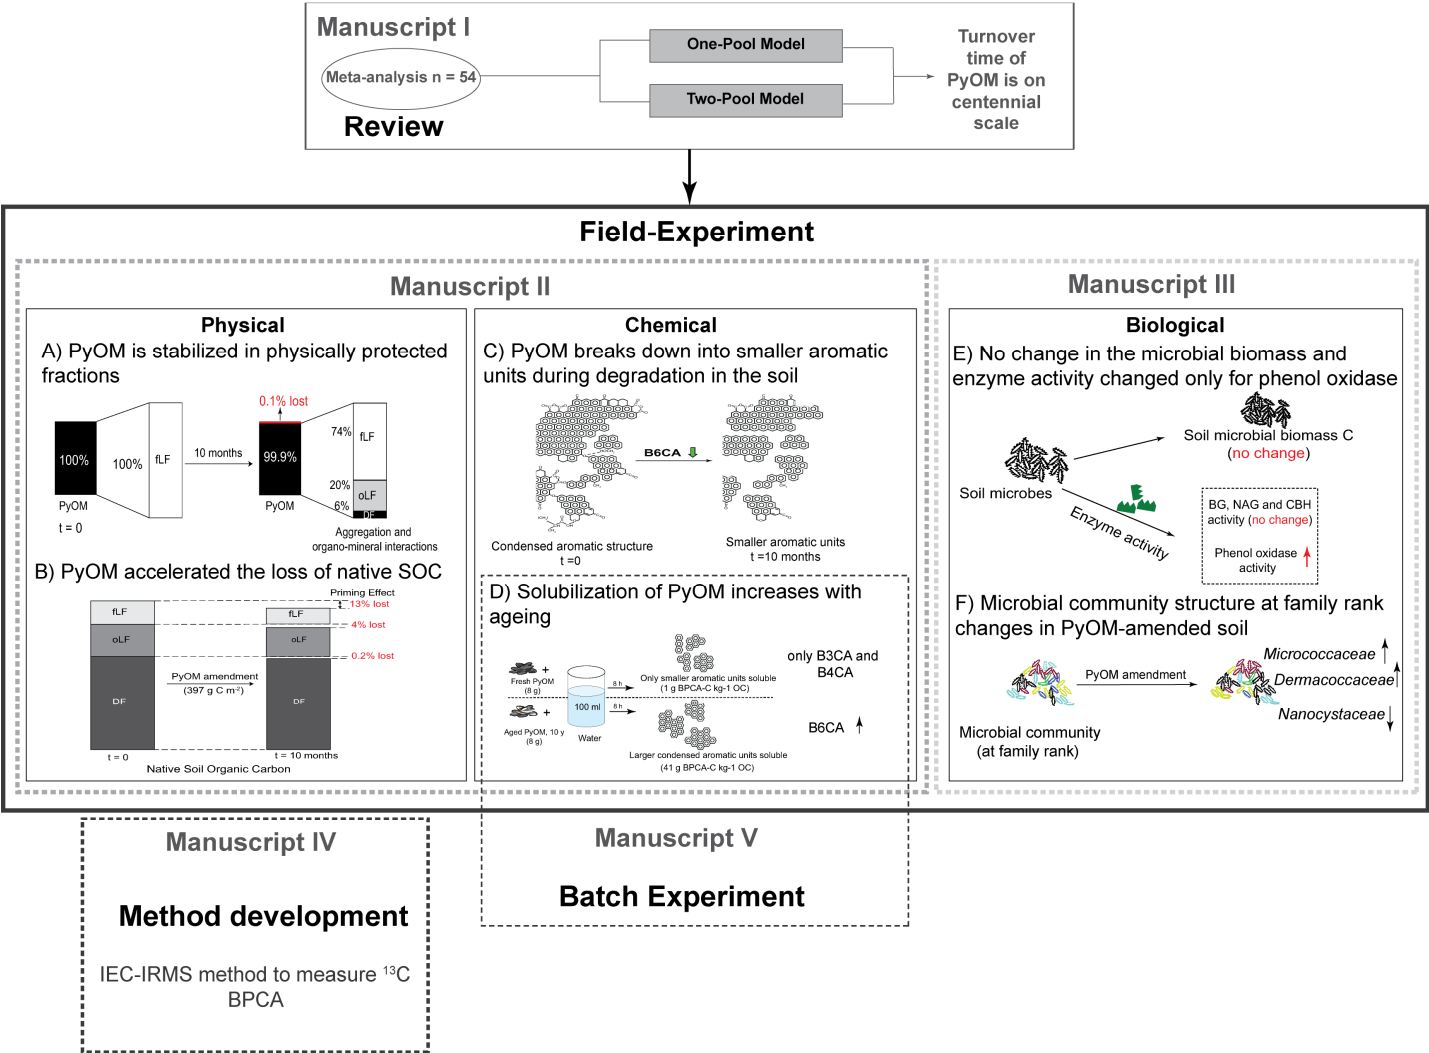 Manuscript I
Meta-analysis n = 54
Review
One-Pool Model
Two-Pool Model
Turnover
time of
PyOM is on
centennial
scale
Field-Experiment
Manuscript II
Physical
A) PyOM is stabilized in physically protected
fractions
100%
PyOM
t = 0
100%
fLF
10 months
0.1% lost
99.9%
PyOM
74%
20%
6%
fLF
oLF
DF
Aggregation and
organo-mineral interactions
B) PyOM accelerated the loss of native SOC
Priming Effect
13% lost
4% lost
0.2% lost
fLF
oLF
DF
PyOM amendment
(397 g C m-2)
fLF
oLF
DF
t = 0
t = 10 months
Native Soil Organic Carbon
Chemical
C) PyOM breaks down into smaller aromatic
units during degradation in the soil
B6CA
Condensed aromatic structure
t =0
Smaller aromatic units
t =10 months
D) Solubilization of PyOM increases with
ageing
Fresh PyOM
(8 g)
+
Aged PyOM, 10 y
(8 g)
+
100 ml
Water
8 h
8 h
Only smaller aromatic units soluble
(1 g BPCA-C kg-1 OC)
Larger condensed aromatic units soluble
(41 g BPCA-C kg-1 OC)
only B3CA and
B4CA
B6CA
Manuscript III
Biological
E) No change in the microbial biomass and
enzyme activity changed only for phenol oxidase
Soil microbes
Soil microbial biomass C
(no change)
Enzyme activity
BG, NAG and CBH
activity (no change)
Phenol oxidase
activity
F) Microbial community structure at family rank
changes in PyOM-amended soil
PyOM amendment
Microbial community
(at family rank)
Micrococcaceae
Dermacoccaceae
Nanocystaceae
Manuscript IV
Method development
IEC-IRMS method to measure 13C
BPCA
Manuscript V
Batch Experiment